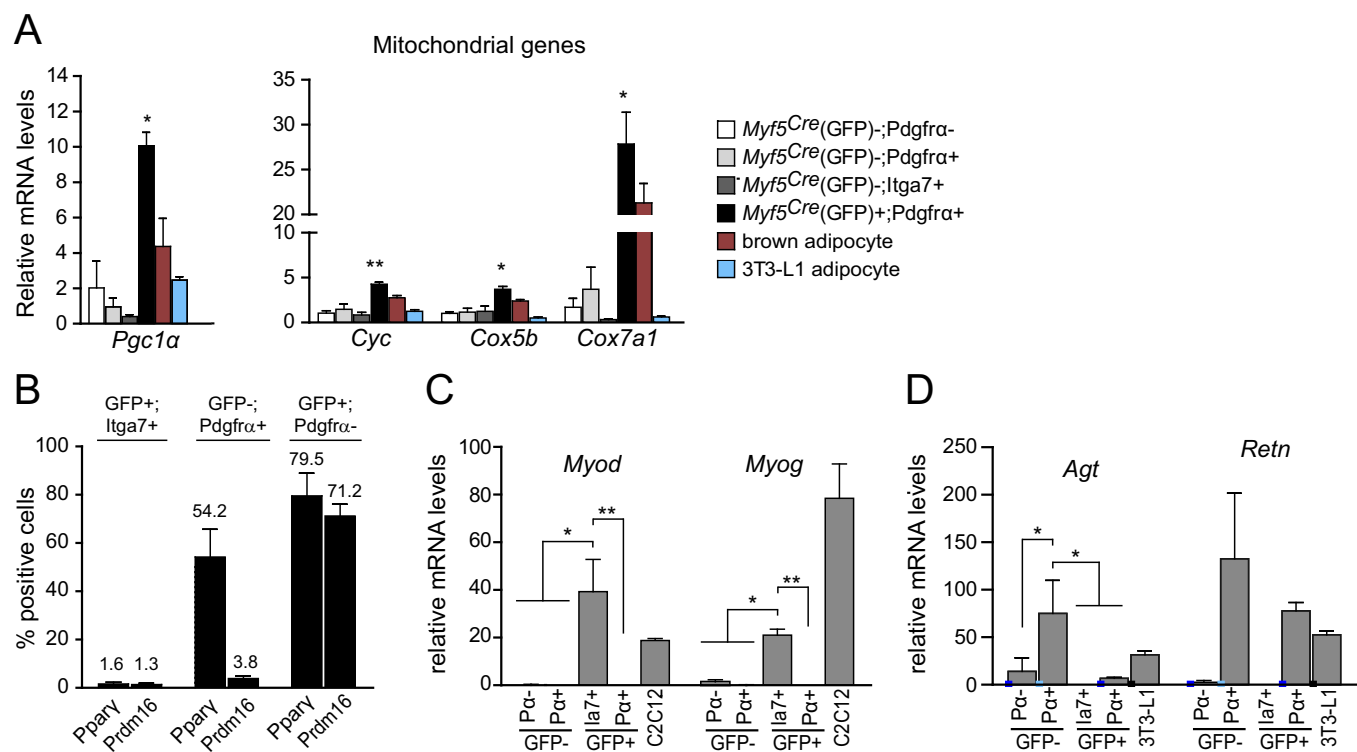 A
Mitochondrial genes
Relative mRNA levels
14
12
10
8
6
4
2
0
*
Pgc1α
35
30
25
20
10
5
0
**
*
*
Cyc
Cox5b
Cox7a1
Myf5Cre(GFP)-;Pdgfrα-
Myf5Cre(GFP)-;Pdgfrα+
Myf5Cre(GFP)-;Itga7+
Myf5Cre(GFP)+;Pdgfrα+
brown adipocyte
3T3-L1 adipocyte
B
GFP+;
Itga7+
GFP-;
Pdgfrα+
GFP+;
Pdgfrα-
% positive cells
100
80
60
40
20
0
1.6
1.3
54.2
3.8
79.5
71.2
Pparγ
Prdm16
Pparγ
Prdm16
Pparγ
Prdm16
C
relative mRNA levels
100
80
60
40
20
0
Myod
Myog
*
**
*
**
Pα-
Pα+
Ia7+
Pα+
C2C12
Pα-
Pα+
Ia7+
Pα+
C2C12
GFP-
GFP+
GFP-
GFP+
D
relative mRNA levels
250
200
150
100
50
0
Agt
Retn
*
*
Pα-
Pα+
Ia7+
Pα+
3T3-L1
Pα-
Pα+
Ia7+
Pα+
3T3-L1
GFP-
GFP+
GFP-
GFP+